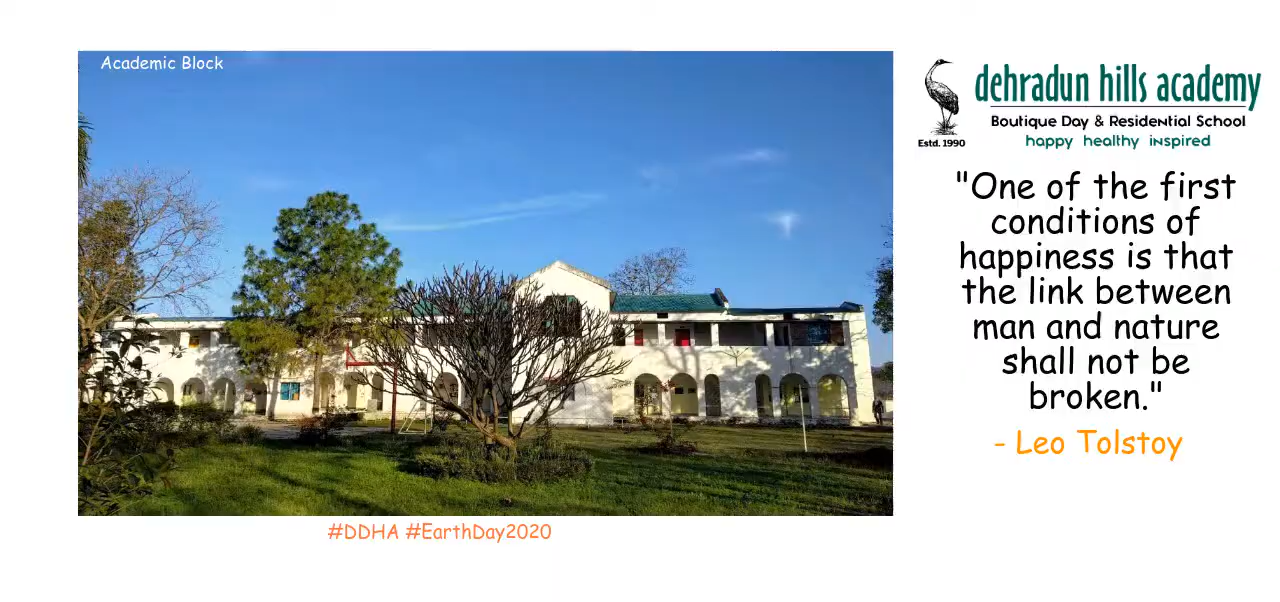 Academic Block
dehradun hills academy
Boutique Day & Residential School
Estd. 1990
happy healthy inspired
"One of the first
conditions of
happiness is that
the link between
man and nature
shall not be
broken."
- Leo Tolstoy
#DDHA #EarthDay2020